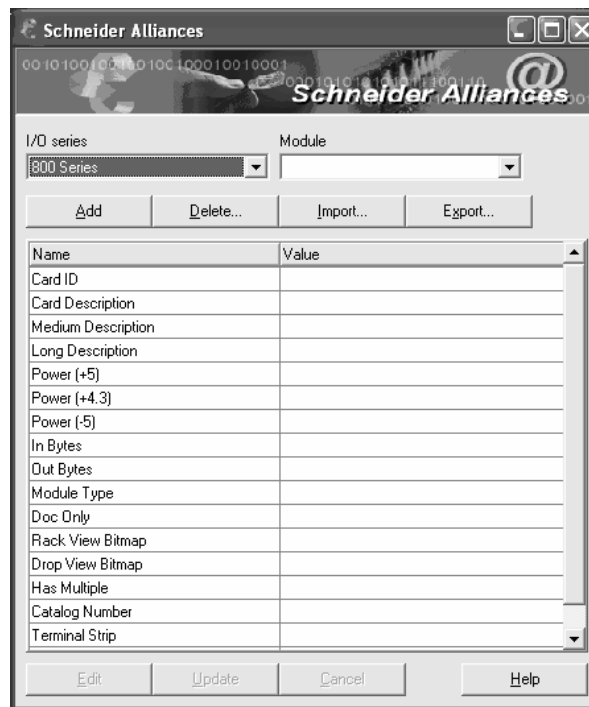 Schneider Alliances
Schneider Alliances
I/O series Module
800 Series
Add Delete... Import... Export...
Name Value
Card ID
Card Description
Medium Description
Long Description
Power (+5)
Power (+4.3)
Power (-5)
In Bytes
Out Bytes
Module Type
Doc Only
Rack View Bitmap
Drop View Bitmap
Has Multiple
Catalog Number
Terminal Strip
Edit Update Cancel Help